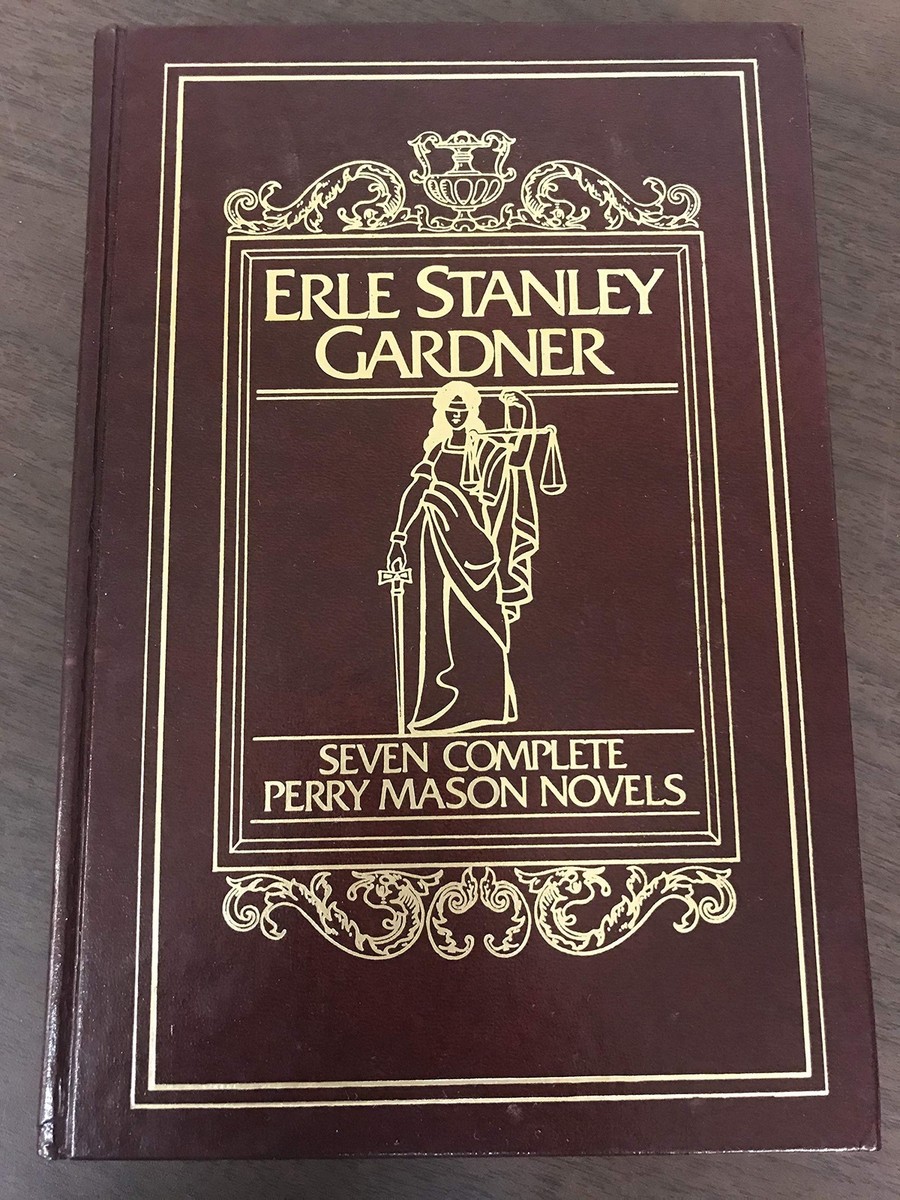 ERLE STANLEY
GARDNER
SEVEN COMPLETE
PERRY MASON NOVELS